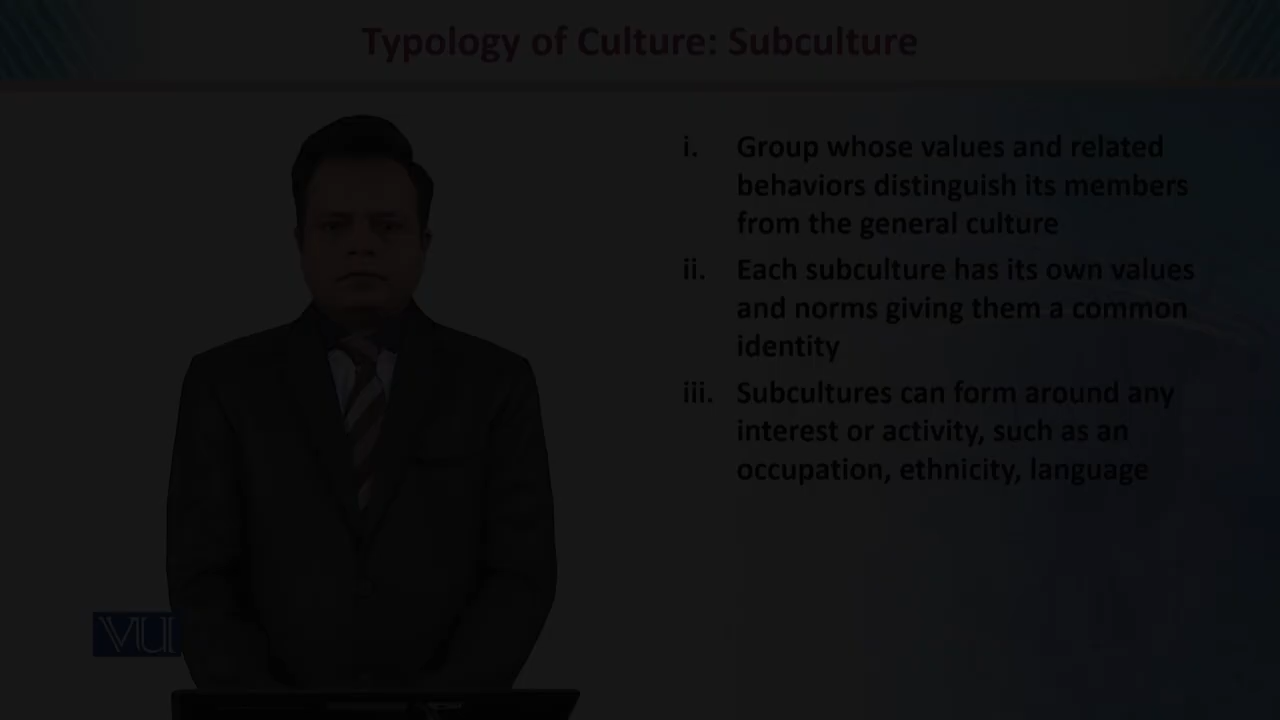 Typology of Culture: Subculture
i. Group whose values and related
behaviors distinguish its members
from the general culture
ii. Each subculture has its own values
and norms giving them a common
identity
iii. Subcultures can form around any
interest or activity, such as an
occupation, ethnicity, language
VU